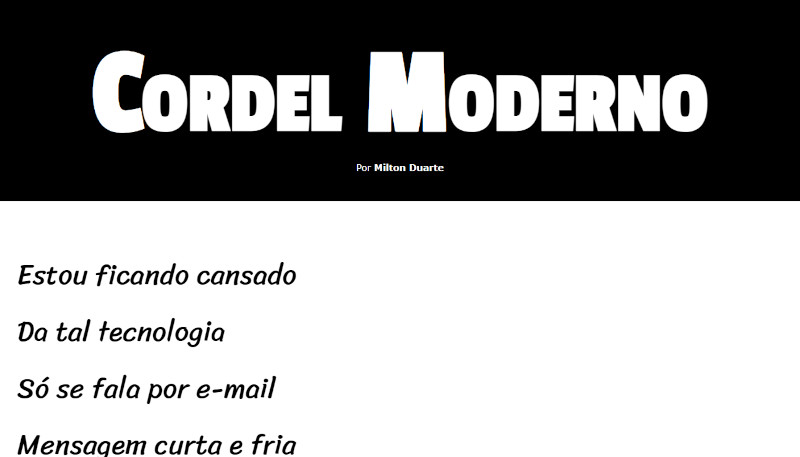 Cordel Moderno
Por Milton Duarte
Estou ficando cansado
Da tal tecnologia
Só se fala por e-mail
Mensagem curta e fria